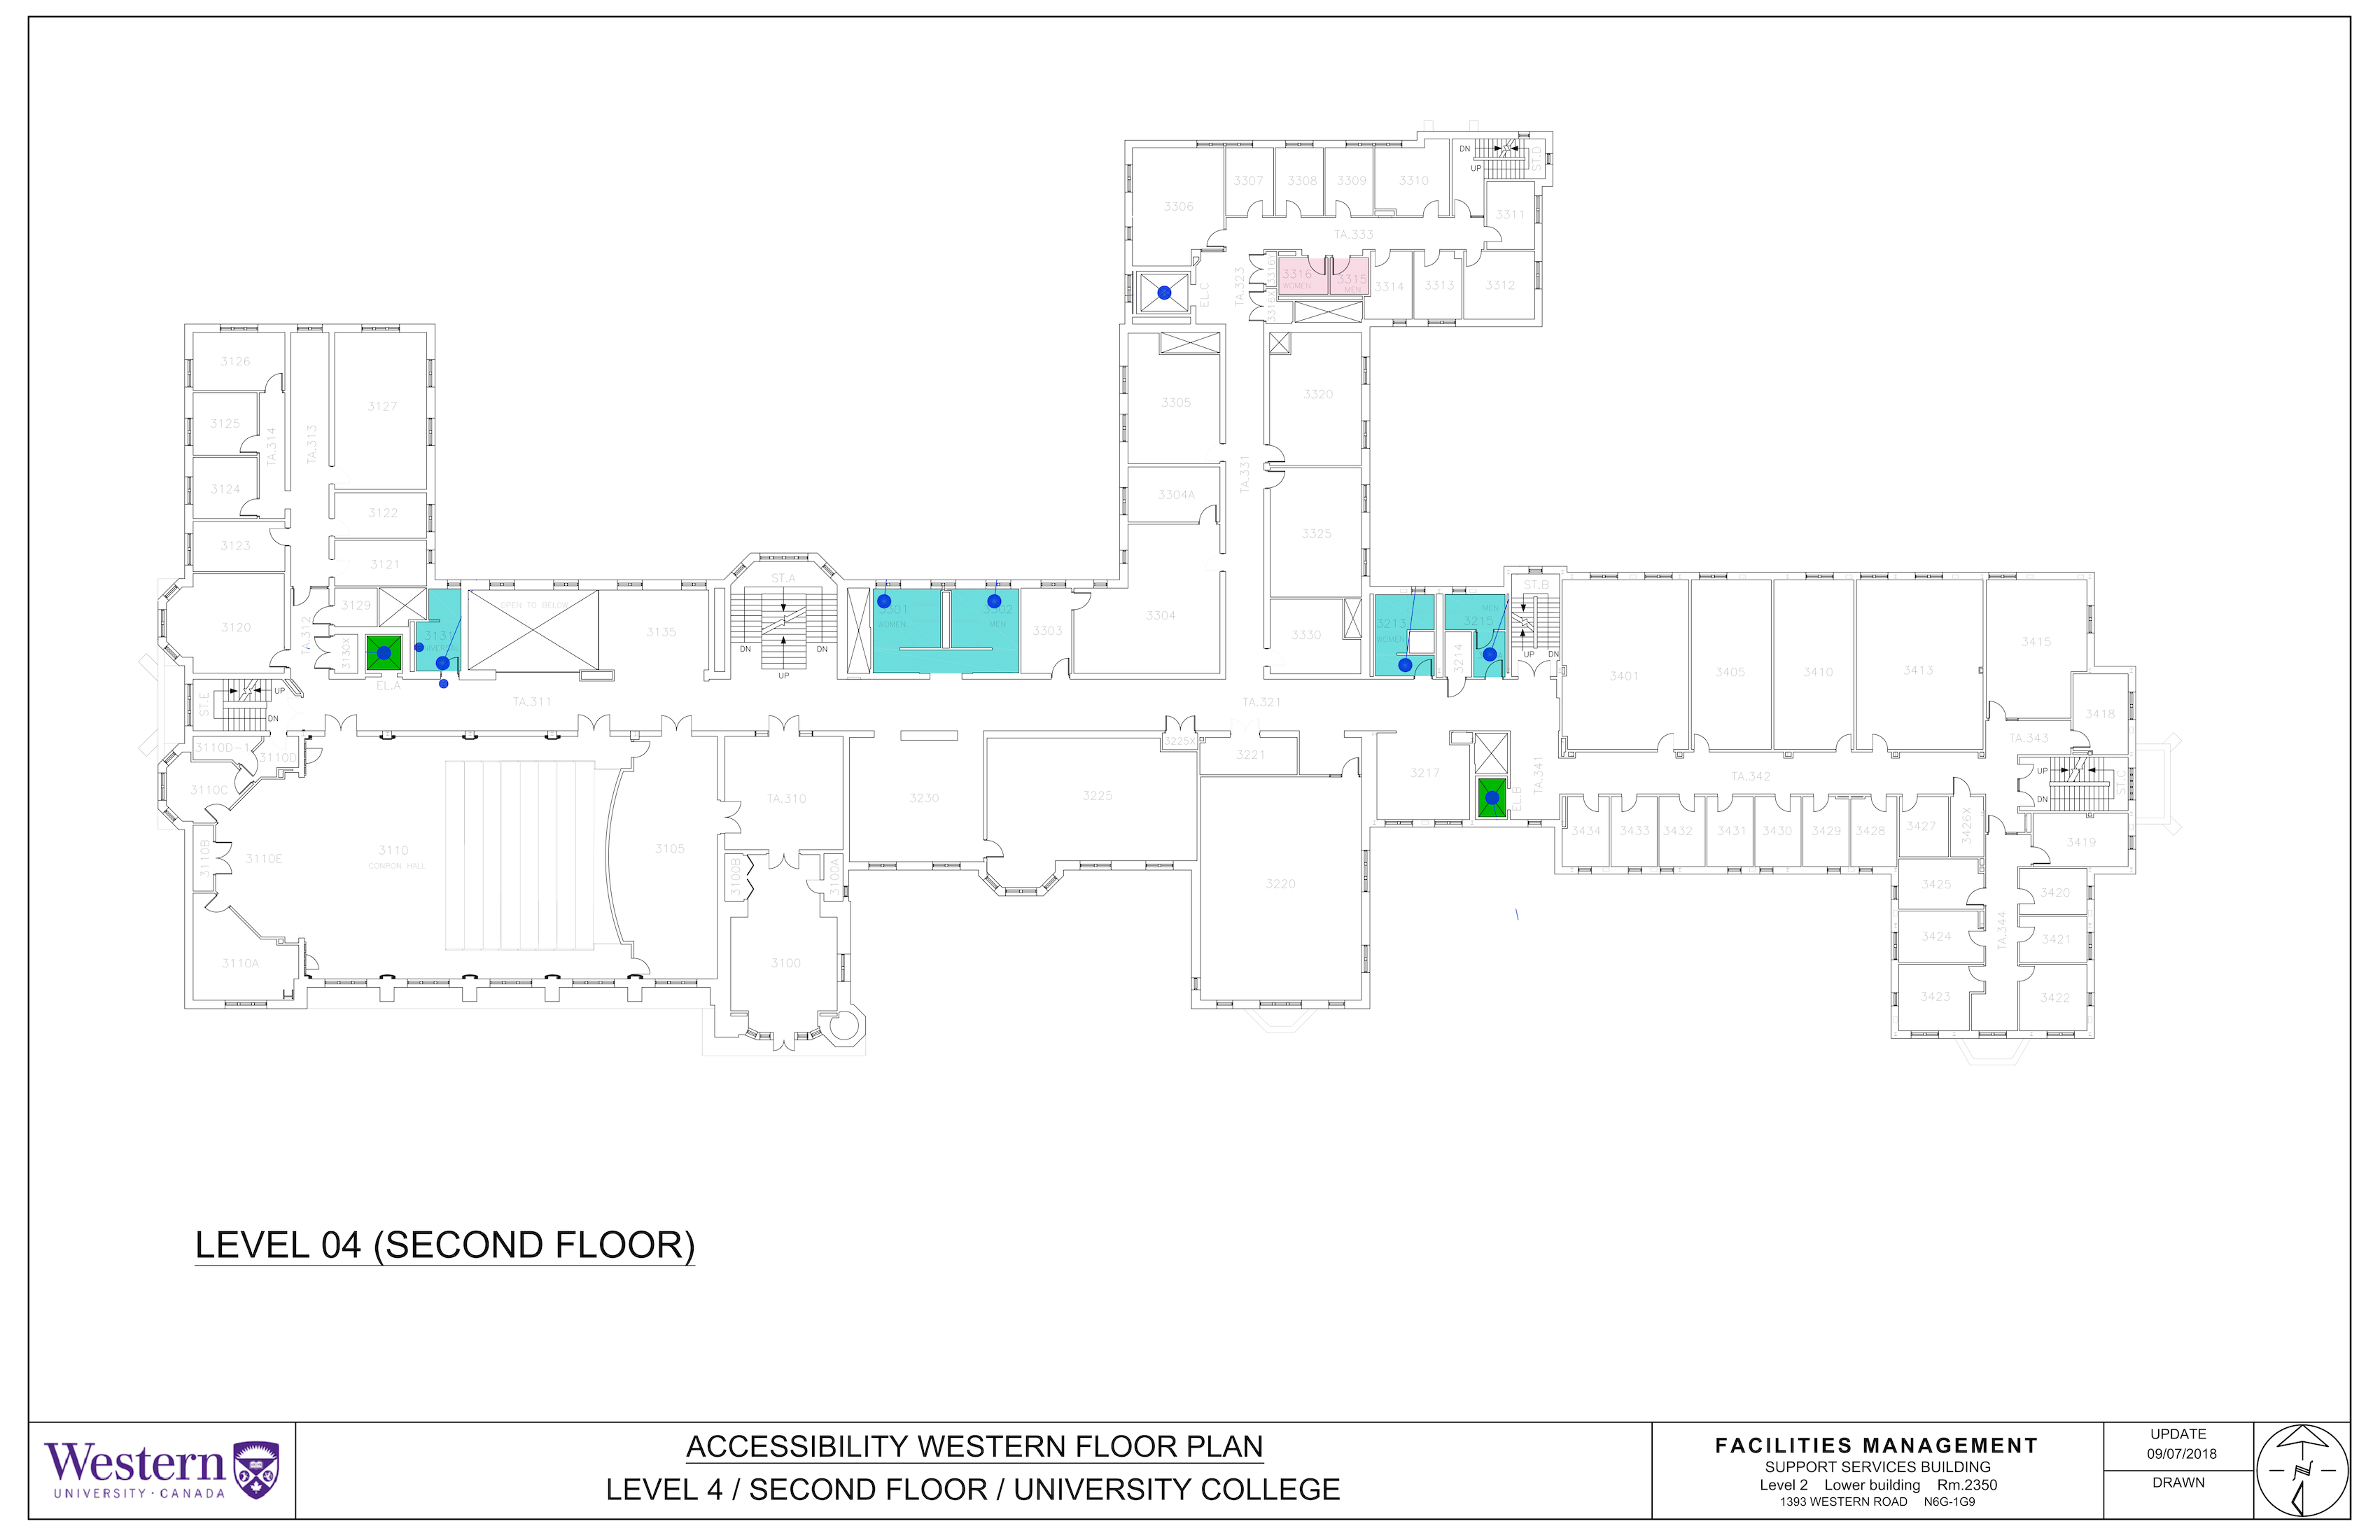 DN
UP
ST.D
3307
3308
3309
3310
3306
3311
TA.333
TA.323
3316
WOMEN
3315
MEN
3314
3313
3312
EL.C
3316X
3126
3127
3125
TA.314
TA.313
3124
3122
3123
3121
3305
3320
TA.331
3304A
3325
3304
3330
3120
3129
TA.312
3130X
3131
EL.A
OPEN TO BELOW
3135
ST.A
DN
DN
UP
3301
WOMEN
3302
MEN
3303
3213
WOMEN
MEN
3215
3214
ST.B
UP
DN
3401
3405
3410
3413
3415
3418
ST.E
UP
DN
TA.311
TA.321
TA.343
3110D-1
3110D
3110C
3225X
3221
3217
EL.B
TA.341
TA.342
UP
DN
ST.C
TA.310
3230
3225
3434
3433
3432
3431
3430
3429
3428
3427
3426X
3419
3110B
3110E
3110
CONRON HALL
3105
3100B
3100A
3220
3425
3420
3424
TA.344
3421
3110A
3100
3423
3422
LEVEL 04 (SECOND FLOOR)
Western
UNIVERSITY · CANADA
ACCESSIBILITY WESTERN FLOOR PLAN
LEVEL 4 / SECOND FLOOR / UNIVERSITY COLLEGE
FACILITIES MANAGEMENT
SUPPORT SERVICES BUILDING
Level 2 Lower building Rm.2350
1393 WESTERN ROAD N6G-1G9
UPDATE
09/07/2018
DRAWN
N